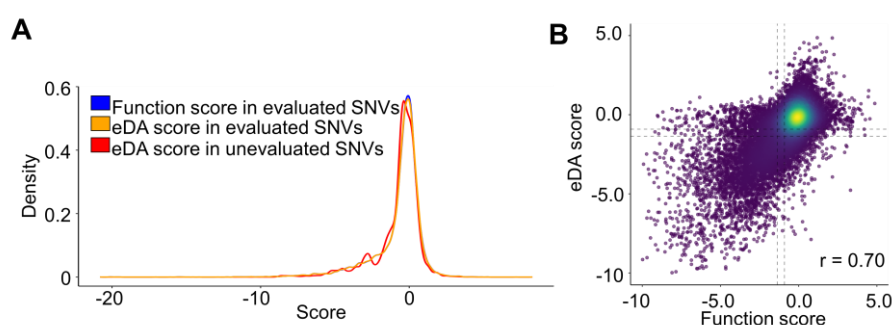 A
Density
0.6
0.4
0.2
0
Function score in evaluated SNVs
eDA score in evaluated SNVs
eDA score in unevaluated SNVs
-20
-10
0
Score
B
eDA score
5.0
0.0
-5.0
-10
r = 0.70
-10
-5.0
0.0
5.0
Function score